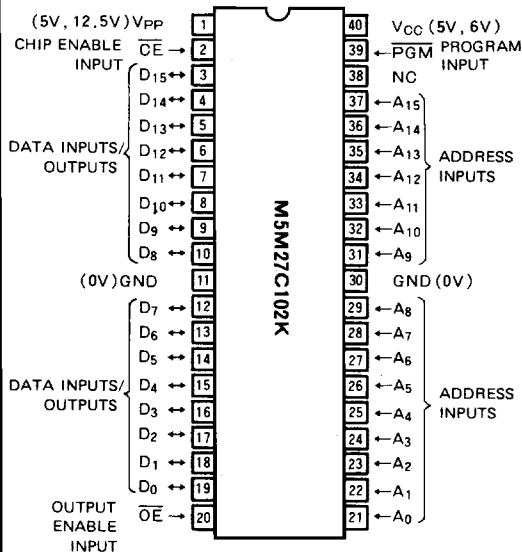 (5V, 12.5V) VPP 1
CHIP ENABLE INPUT CE → 2
D15 ↔ 3
D14 ↔ 4
D13 ↔ 5
D12 ↔ 6
D11 ↔ 7
D10 ↔ 8
D9 ↔ 9
D8 ↔ 10
DATA INPUTS/
OUTPUTS
(0V) GND 11
D7 ↔ 12
D6 ↔ 13
D5 ↔ 14
D4 ↔ 15
D3 ↔ 16
D2 ↔ 17
D1 ↔ 18
D0 ↔ 19
DATA INPUTS/
OUTPUTS
OUTPUT
ENABLE
INPUT
OE → 20
M5M27C102K
40 VCC (5V, 6V)
39 ← PGM PROGRAM
INPUT
38 NC
37 ← A15
36 ← A14
35 ← A13
34 ← A12
33 ← A11
32 ← A10
31 ← A9
ADDRESS
INPUTS
30 GND (0V)
29 ← A8
28 ← A7
27 ← A6
26 ← A5
25 ← A4
24 ← A3
23 ← A2
22 ← A1
21 ← A0
ADDRESS
INPUTS